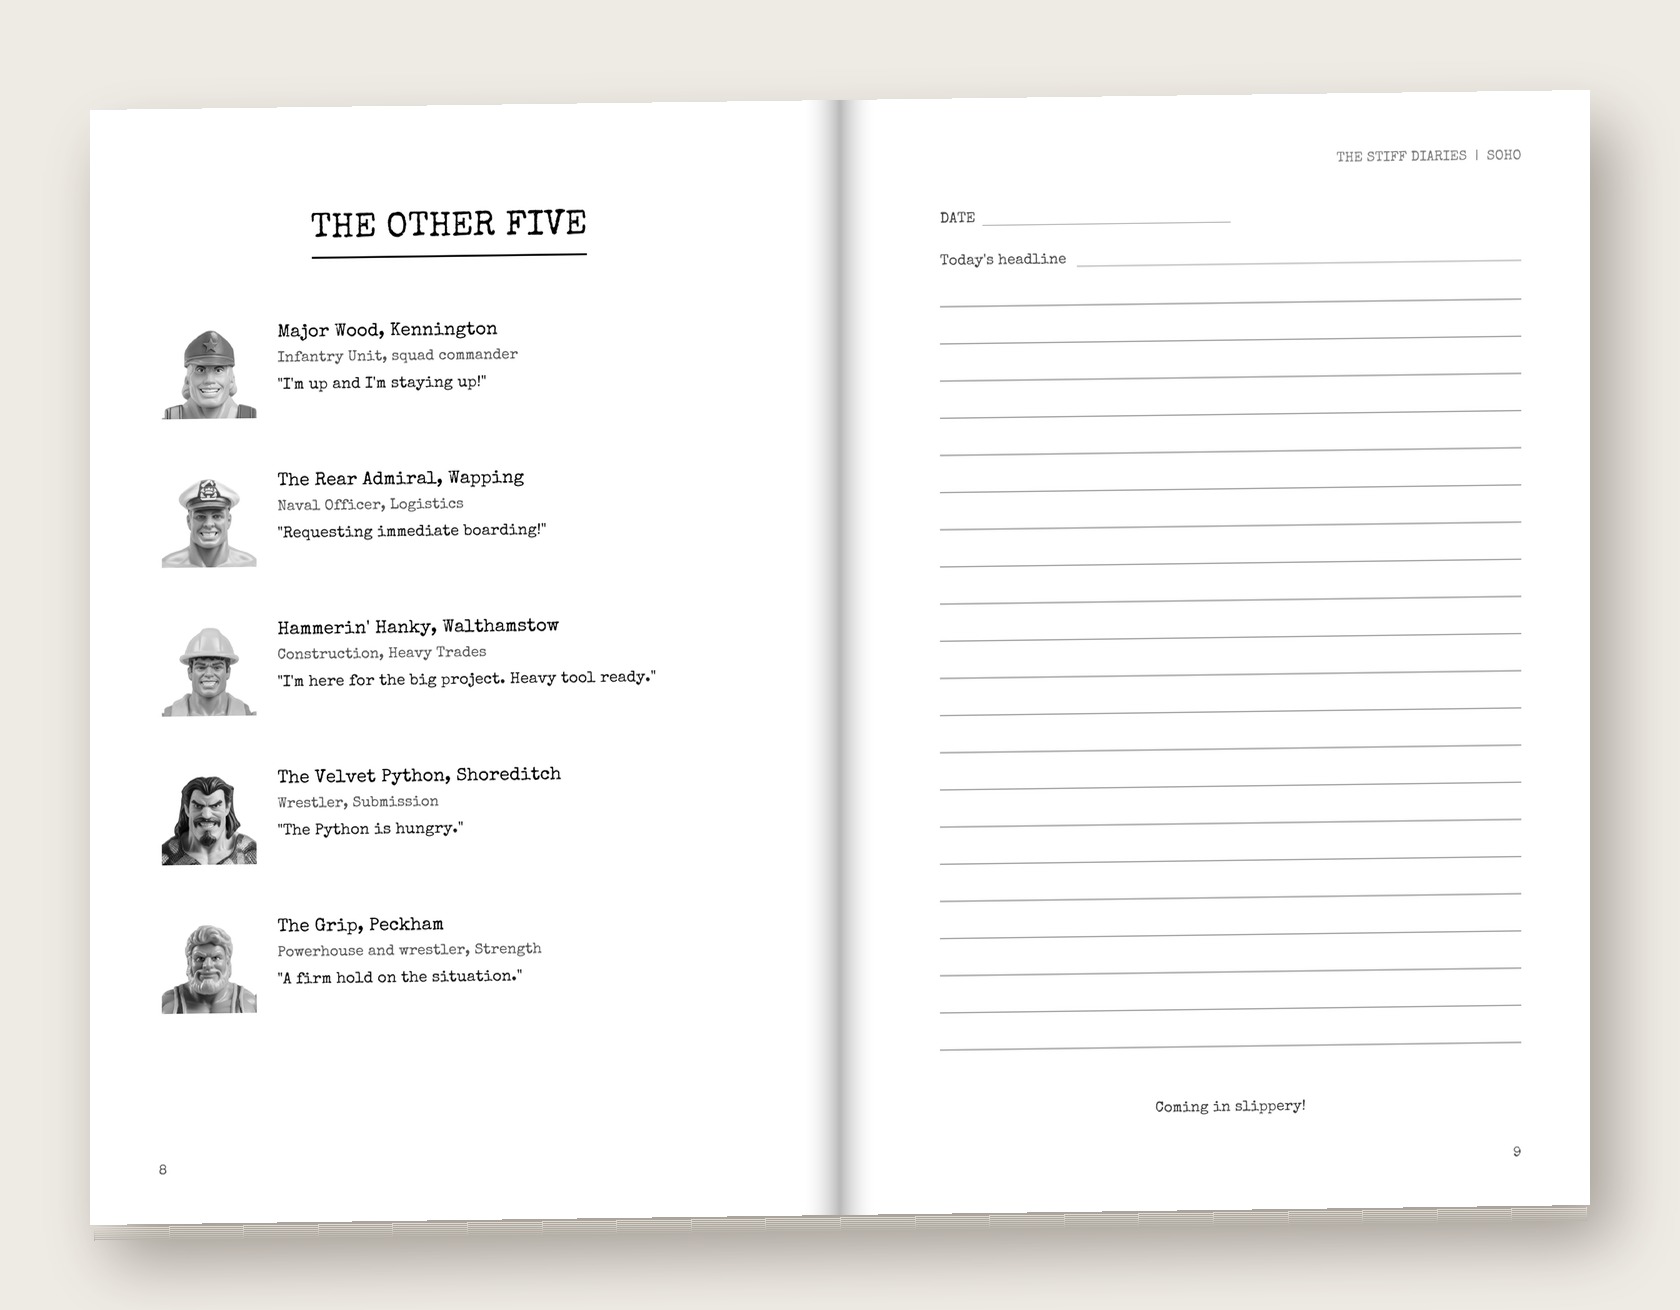 THE OTHER FIVE
Major Wood, Kennington
Infantry Unit, squad commander
"I'm up and I'm staying up!"
The Rear Admiral, Wapping
Naval Officer, Logistics
"Requesting immediate boarding!"
Hammerin' Hanky, Walthamstow
Construction, Heavy Trades
"I'm here for the big project. Heavy tool ready."
The Velvet Python, Shoreditch
Wrestler, Submission
"The Python is hungry."
The Grip, Peckham
Powerhouse and wrestler, Strength
"A firm hold on the situation."
8
THE STIFF DIARIES | SOHO
DATE
Today's headline
Coming in slippery!
9